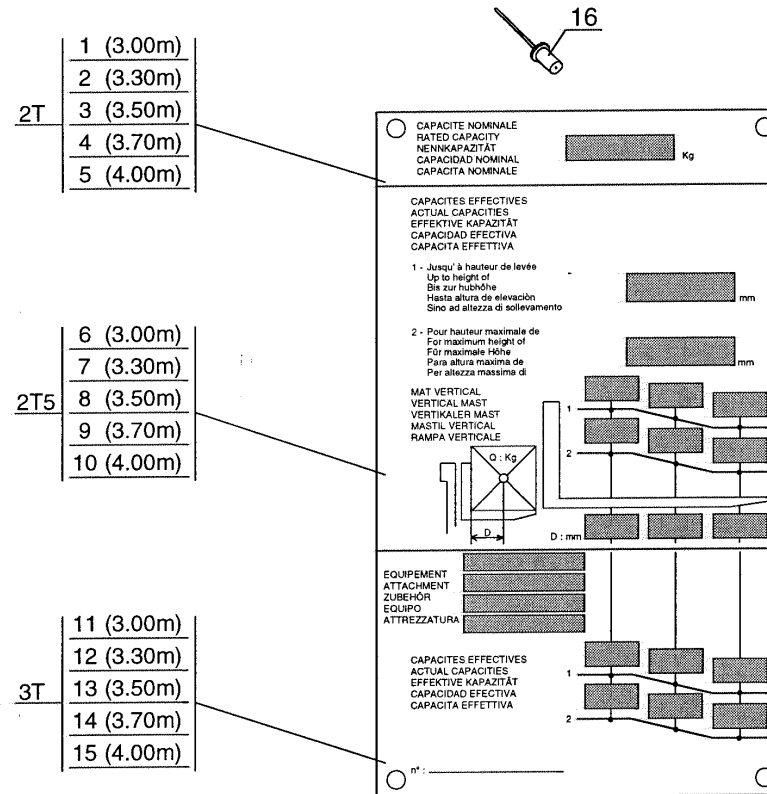 16
2T
1 (3.00m)
2 (3.30m)
3 (3.50m)
4 (3.70m)
5 (4.00m)
2T5
6 (3.00m)
7 (3.30m)
8 (3.50m)
9 (3.70m)
10 (4.00m)
3T
11 (3.00m)
12 (3.30m)
13 (3.50m)
14 (3.70m)
15 (4.00m)
CAPACITE NOMINALE
RATED CAPACITY
NENNKAPAZITÄT
CAPACIDAD NOMINAL
CAPACITA NOMINALE
Kg
CAPACITES EFFECTIVES
ACTUAL CAPACITIES
EFFEKTIVE KAPAZITÄT
CAPACIDAD EFECTIVA
CAPACITA EFFETTIVA
1 - Jusqu' à hauteur de levée
Up to height of
Bis zur hubhöhe
Hasta altura de elevaciòn
Sino ad altezza di sollevamento
mm
2 - Pour hauteur maximale de
For maximum height of
Für maximale Höhe
Para altura maxima de
Per altezza massima di
mm
MAT VERTICAL
VERTICAL MAST
VERTIKALER MAST
MASTIL VERTICAL
RAMPA VERTICALE
1
2
Q : Kg
D
D : mm
EQUIPEMENT
ATTACHMENT
ZUBEHÖR
EQUIPO
ATTREZZATURA
CAPACITES EFFECTIVES
ACTUAL CAPACITIES
EFFEKTIVE KAPAZITÄT
CAPACIDAD EFECTIVA
CAPACITA EFFETTIVA
1
2
n° :